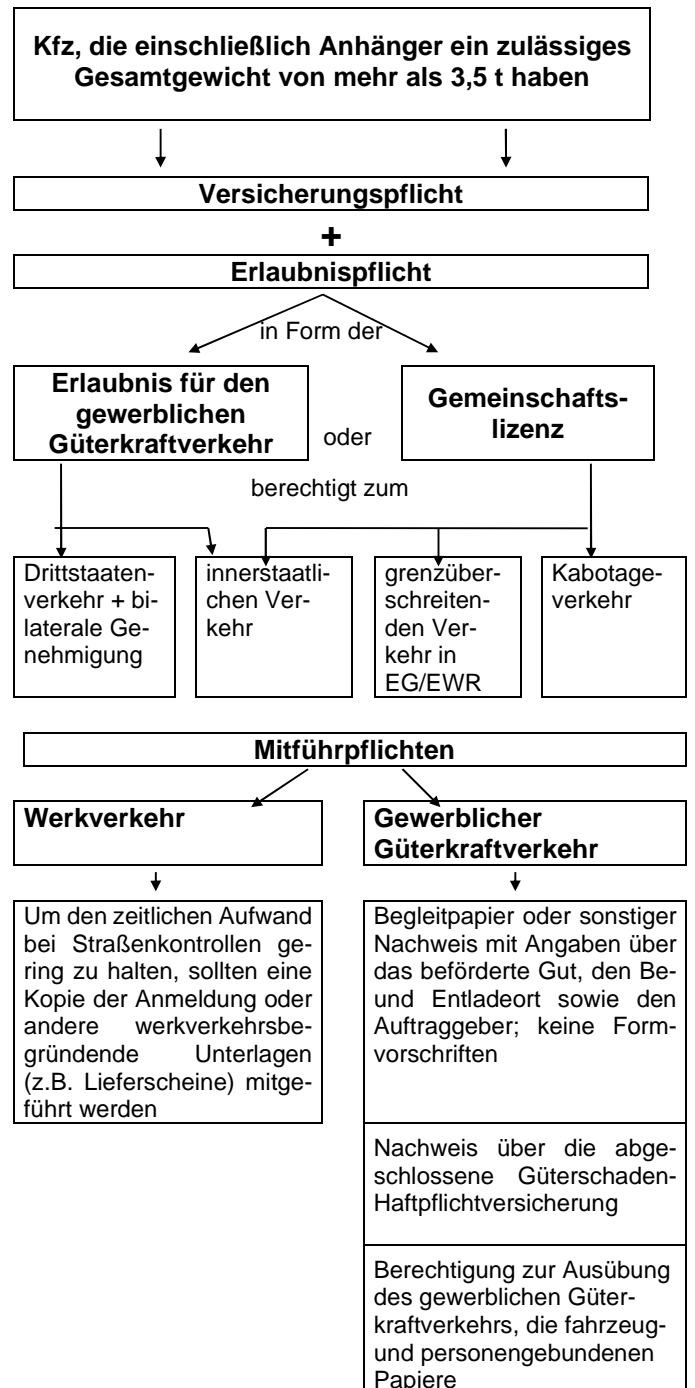 Kfz, die einschließlich Anhänger ein zulässiges
Gesamtgewicht von mehr als 3,5 t haben
Versicherungspflicht
+
Erlaubnispflicht
in Form der
Erlaubnis für den
gewerblichen
Güterkraftverkehr
oder
Gemeinschafts-
lizenz
berechtigt zum
Drittstaaten-
verkehr + bi-
laterale Ge-
nehmigung
innerstaatli-
chen Ver-
kehr
grenzüber-
schreiten-
den Ver-
kehr in
EG/EWR
Kabotage-
verkehr
Mitführpflichten
Werkverkehr
Um den zeitlichen Aufwand
bei Straßenkontrollen ge-
ring zu halten, sollten eine
Kopie der Anmeldung oder
andere werkverkehrsbe-
gründende Unterlagen
(z.B. Lieferscheine) mitge-
führt werden
Gewerblicher
Güterkraftverkehr
Begleitpapier oder sonstiger
Nachweis mit Angaben über
das beförderte Gut, den Be-
und Entladeort sowie den
Auftraggeber; keine Form-
vorschriften
Nachweis über die abge-
schlossene Güterschaden-
Haftpflichtversicherung
Berechtigung zur Ausübung
des gewerblichen Güter-
kraftverkehrs, die fahrzeug-
und personengebundenen
Papiere